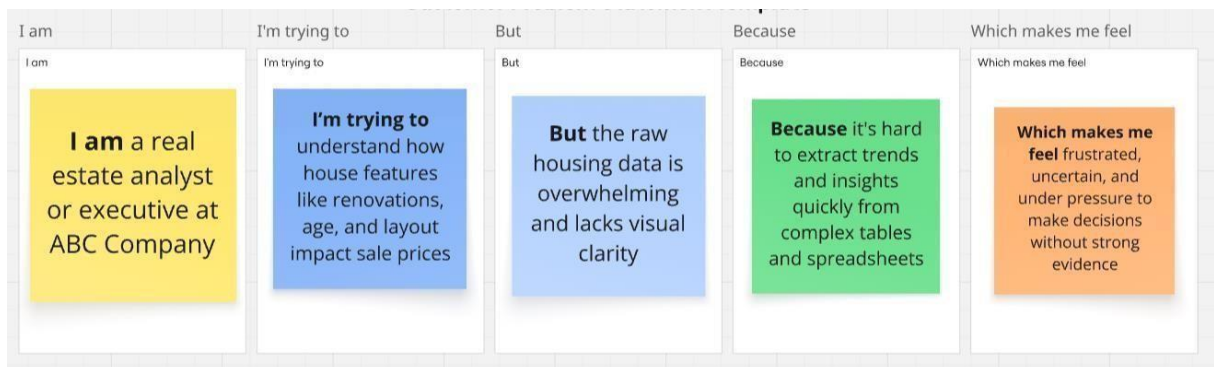 I am
I'm trying to
But
Because
Which makes me feel
I am
I'm trying to
But
Because
Which makes me feel
I am a real
estate analyst
or executive at
ABC Company
I’m trying to
understand how
house features
like renovations,
age, and layout
impact sale prices
But the raw
housing data is
overwhelming
and lacks visual
clarity
Because it's hard
to extract trends
and insights
quickly from
complex tables
and spreadsheets
Which makes me
feel frustrated,
uncertain, and
under pressure to
make decisions
without strong
evidence